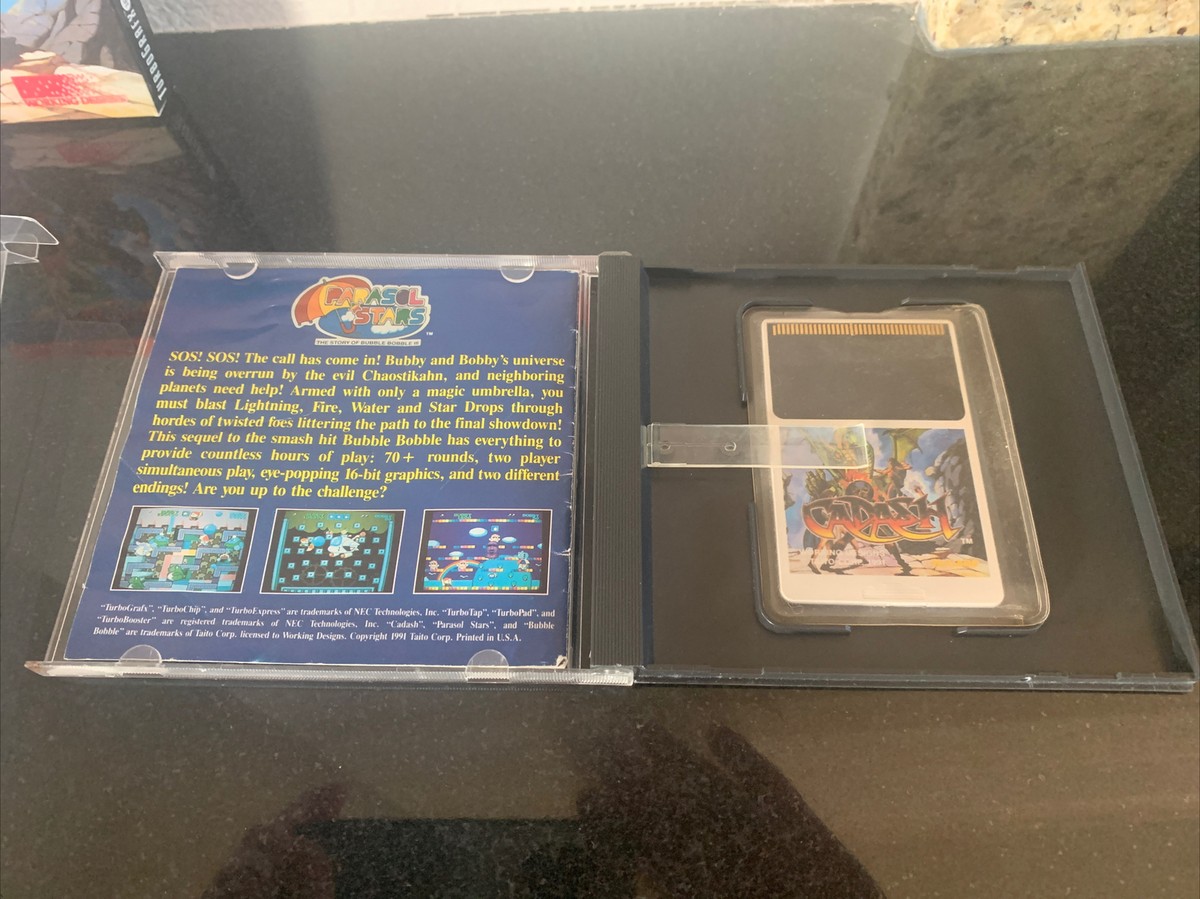 TURBOGRAFX
PARASOL
STARS
™
THE STORY OF BUBBLE BOBBLE III
SOS! SOS! The call has come in! Bubby and Bobby's universe
is being overrun by the evil Chaostikahn, and neighboring
planets need help! Armed with only a magic umbrella, you
must blast Lightning, Fire, Water and Star Drops through
hordes of twisted foes littering the path to the final showdown!
This sequel to the smash hit Bubble Bobble has everything to
provide countless hours of play: 70+ rounds, two player
simultaneous play, eye-popping 16-bit graphics, and two different
endings! Are you up to the challenge?
"TurboGrafx", "TurboChip", and "TurboExpress" are trademarks of NEC Technologies, Inc. "TurboTap", "TurboPad", and
"TurboBooster" are registered trademarks of NEC Technologies, Inc. "Cadash", "Parasol Stars", and "Bubble
Bobble" are trademarks of Taito Corp. licensed to Working Designs. Copyright 1991 Taito Corp. Printed in U.S.A.
CADASH
™